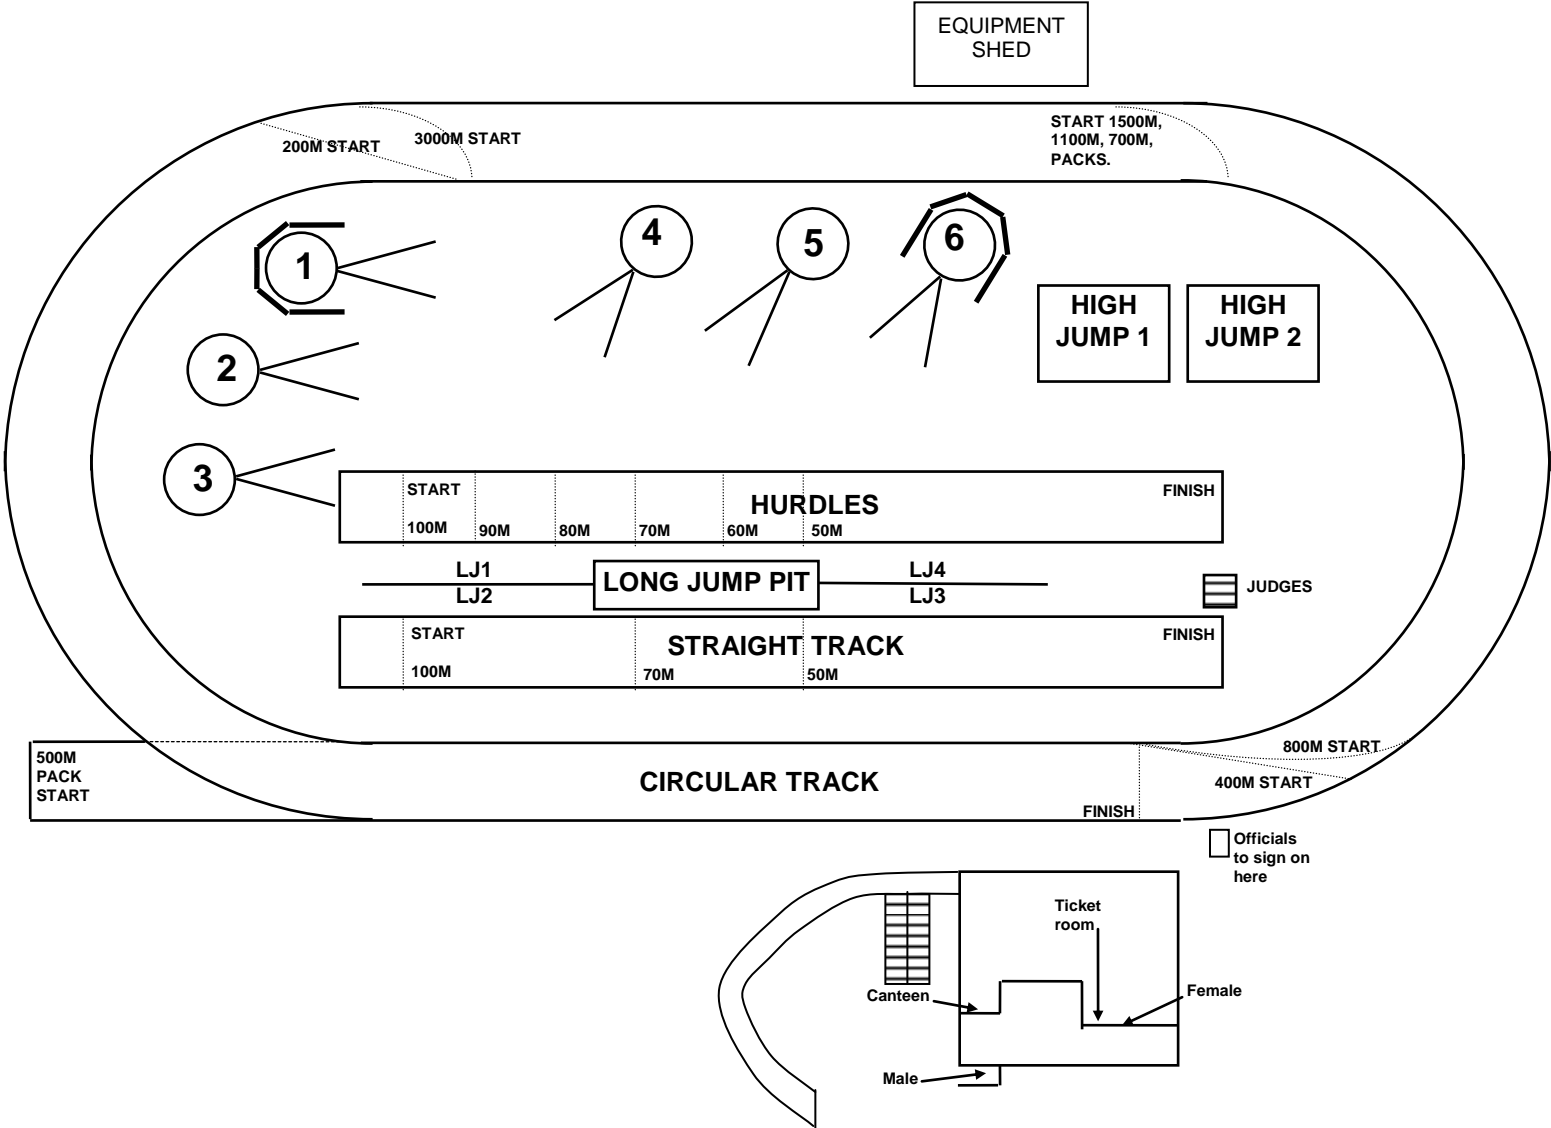 EQUIPMENT
SHED
200M START
3000M START
START 1500M,
1100M, 700M,
PACKS.
1
4
5
6
2
3
HIGH
JUMP 1
HIGH
JUMP 2
START
HURDLES
FINISH
100M
90M
80M
70M
60M
50M
LJ1
LJ2
LONG JUMP PIT
LJ4
LJ3
JUDGES
START
STRAIGHT TRACK
FINISH
100M
70M
50M
500M
PACK
START
CIRCULAR TRACK
FINISH
800M START
400M START
Officials
to sign on
here
Ticket
room
Canteen
Female
Male